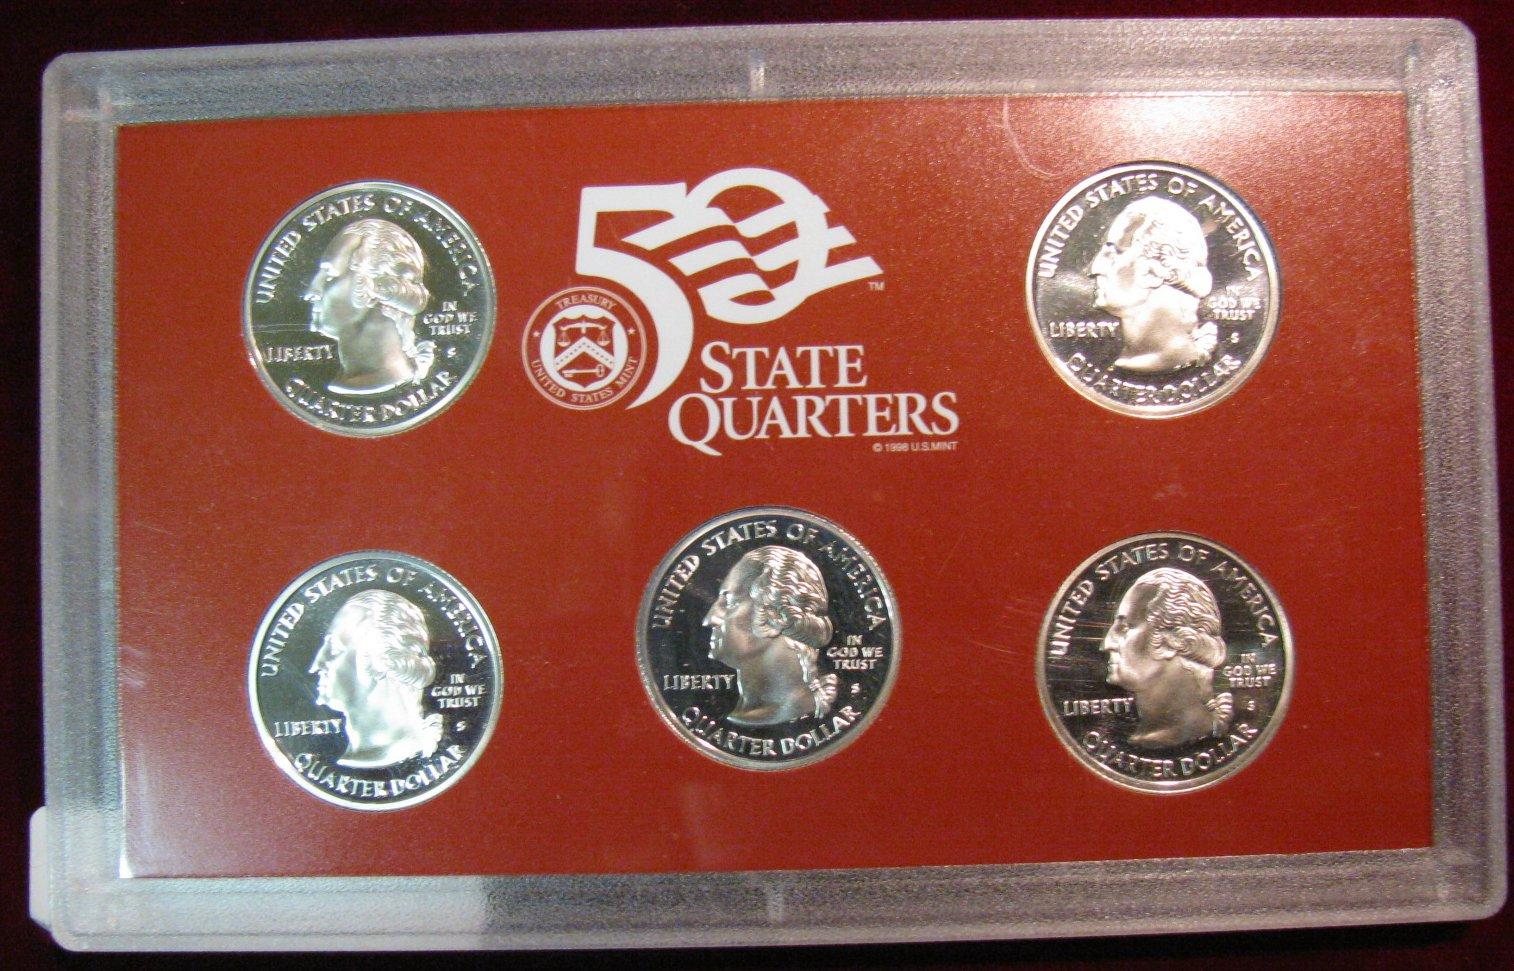 UNITED STATES OF AMERICA
IN
GOD WE
TRUST
LIBERTY
S
QUARTER DOLLAR
50
TM
TREASURY
UNITED STATES MINT
STATE
QUARTERS
© 1998 U.S. MINT
UNITED STATES OF AMERICA
IN
GOD WE
TRUST
LIBERTY
S
QUARTER DOLLAR
UNITED STATES OF AMERICA
IN
GOD WE
TRUST
LIBERTY
S
QUARTER DOLLAR
UNITED STATES OF AMERICA
IN
GOD WE
TRUST
LIBERTY
S
QUARTER DOLLAR
UNITED STATES OF AMERICA
IN
GOD WE
TRUST
LIBERTY
S
QUARTER DOLLAR